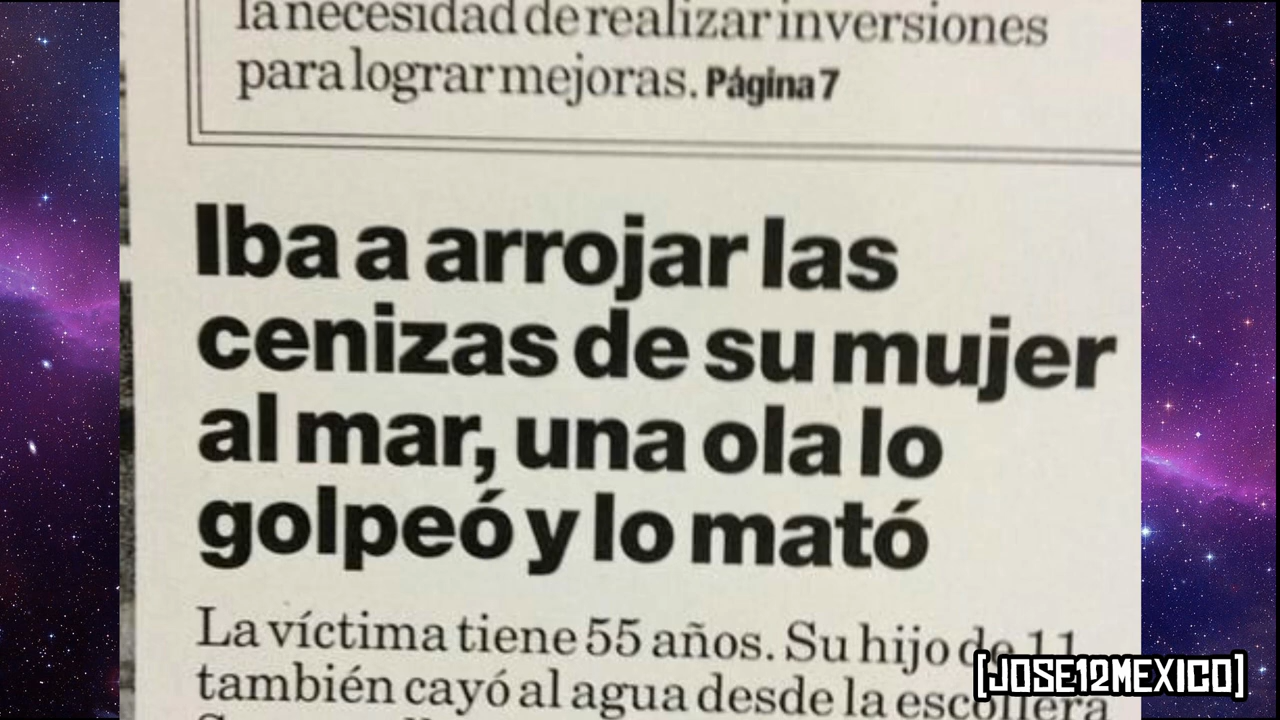 la necesidad de realizar inversiones
para lograr mejoras. Página 7
Iba a arrojar las
cenizas de su mujer
al mar, una ola lo
golpeó y lo mató
La víctima tiene 55 años. Su hijo de 11
también cayó al agua desde la escollera
[JOSE12MEXICO]